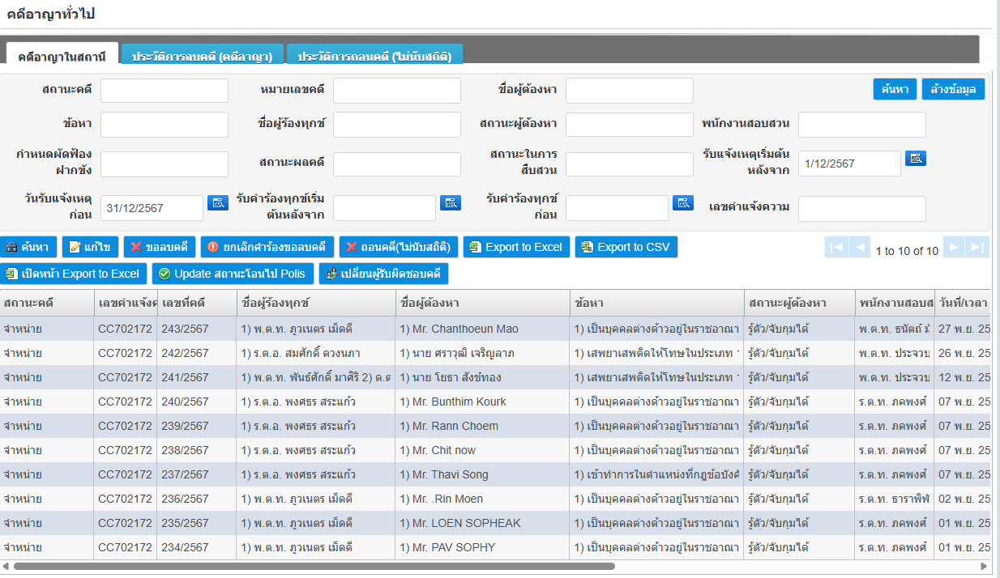 คดีอาญาทั่วไป
คดีอาญาในสถานี ประวัติการลบคดี (คดีอาญา) ประวัติการถอนคดี (ไม่นับสถิติ)
สถานะคดี หมายเลขคดี ชื่อผู้ต้องหา ค้นหา ล้างข้อมูล
ข้อหา ชื่อผู้ร้องทุกข์ สถานะผู้ต้องหา พนักงานสอบสวน
กำหนดผัดฟ้อง สถานะในการ รับแจ้งเหตุเริ่มต้น
ฝากขัง สถานะผลคดี สืบสวน หลังจาก 1/12/2567
วันรับแจ้งเหตุ รับคำร้องทุกข์เริ่ม รับคำร้องทุกข์
ก่อน 31/12/2567 ต้นหลังจาก ก่อน เลขคำแจ้งความ
ค้นหา แก้ไข ขอลบคดี ยกเลิกคำร้องขอลบคดี ถอนคดี(ไม่นับสถิติ) Export to Excel Export to CSV 1 to 10 of 10
เปิดหน้า Export to Excel Update สถานะโอนไป Polis เปลี่ยนผู้รับผิดชอบคดี
สถานะคดี เลขคำแจ้งค เลขที่คดี ชื่อผู้ร้องทุกข์ ชื่อผู้ต้องหา ข้อหา สถานะผู้ต้องหา พนักงานสอบส วันที่/เวลา
จำหน่าย CC702172 243/2567 1) พ.ต.ท. ภูวเนตร เม็ดดี 1) Mr. Chanthoeun Mao 1) เป็นบุคคลต่างด้าวอยู่ในราชอาณา รู้ตัว/จับกุมได้ พ.ต.ท. ธนัตถ์ 27 พ.ย. 25
จำหน่าย CC702172 242/2567 1) ร.ต.อ. สมศักดิ์ ดวงนภา 1) นาย ศราวุฒิ เจริญลาภ 1) เสพยาเสพติดให้โทษในประเภท รู้ตัว/จับกุมได้ พ.ต.ท. ประจวบ 26 พ.ย. 25
จำหน่าย CC702172 241/2567 1) พ.ต.ท. พันธ์ศักดิ์ มาศิริ 2) ด.ต 1) นาย โยธา สังข์ทอง 1) เสพยาเสพติดให้โทษในประเภท รู้ตัว/จับกุมได้ พ.ต.ท. ประจวบ 12 พ.ย. 25
จำหน่าย CC702172 240/2567 1) ร.ต.อ. พงศธร สระแก้ว 1) Mr. Bunthim Kourk 1) เป็นบุคคลต่างด้าวอยู่ในราชอาณา รู้ตัว/จับกุมได้ ร.ต.ท. ภคพงศ์ 07 พ.ย. 25
จำหน่าย CC702172 239/2567 1) ร.ต.อ. พงศธร สระแก้ว 1) Mr. Rann Choem 1) เป็นบุคคลต่างด้าวอยู่ในราชอาณา รู้ตัว/จับกุมได้ ร.ต.ท. ภคพงศ์ 07 พ.ย. 25
จำหน่าย CC702172 238/2567 1) ร.ต.อ. พงศธร สระแก้ว 1) Mr. Chit now 1) เป็นบุคคลต่างด้าวอยู่ในราชอาณา รู้ตัว/จับกุมได้ ร.ต.ท. ภคพงศ์ 07 พ.ย. 25
จำหน่าย CC702172 237/2567 1) ร.ต.อ. พงศธร สระแก้ว 1) Mr. Thavi Song 1) เข้าทำการในตำแหน่งที่กฎข้อบังคั รู้ตัว/จับกุมได้ ร.ต.ท. ภคพงศ์ 07 พ.ย. 25
จำหน่าย CC702172 236/2567 1) พ.ต.ท. ภูวเนตร เม็ดดี 1) Mr. .Rin Moen 1) เป็นบุคคลต่างด้าวอยู่ในราชอาณา รู้ตัว/จับกุมได้ ร.ต.ท. ธาราพิพั 02 พ.ย. 25
จำหน่าย CC702172 235/2567 1) พ.ต.ท. ภูวเนตร เม็ดดี 1) Mr. LOEN SOPHEAK 1) เป็นบุคคลต่างด้าวอยู่ในราชอาณา รู้ตัว/จับกุมได้ ร.ต.ท. ภคพงศ์ 01 พ.ย. 25
จำหน่าย CC702172 234/2567 1) พ.ต.ท. ภูวเนตร เม็ดดี 1) Mr. PAV SOPHY 1) เป็นบุคคลต่างด้าวอยู่ในราชอาณา รู้ตัว/จับกุมได้ ร.ต.ท. ภคพงศ์ 01 พ.ย. 25